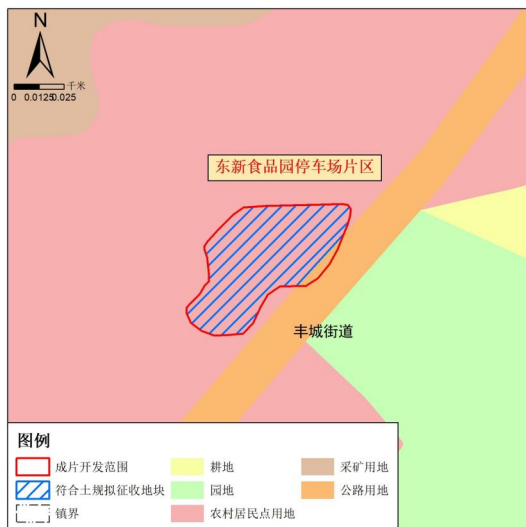 N
千米
0 0.0125 0.025
东新食品园停车场片区
丰城街道
图例
成片开发范围
耕地
采矿用地
符合土规拟征收地块
园地
公路用地
镇界
农村居民点用地